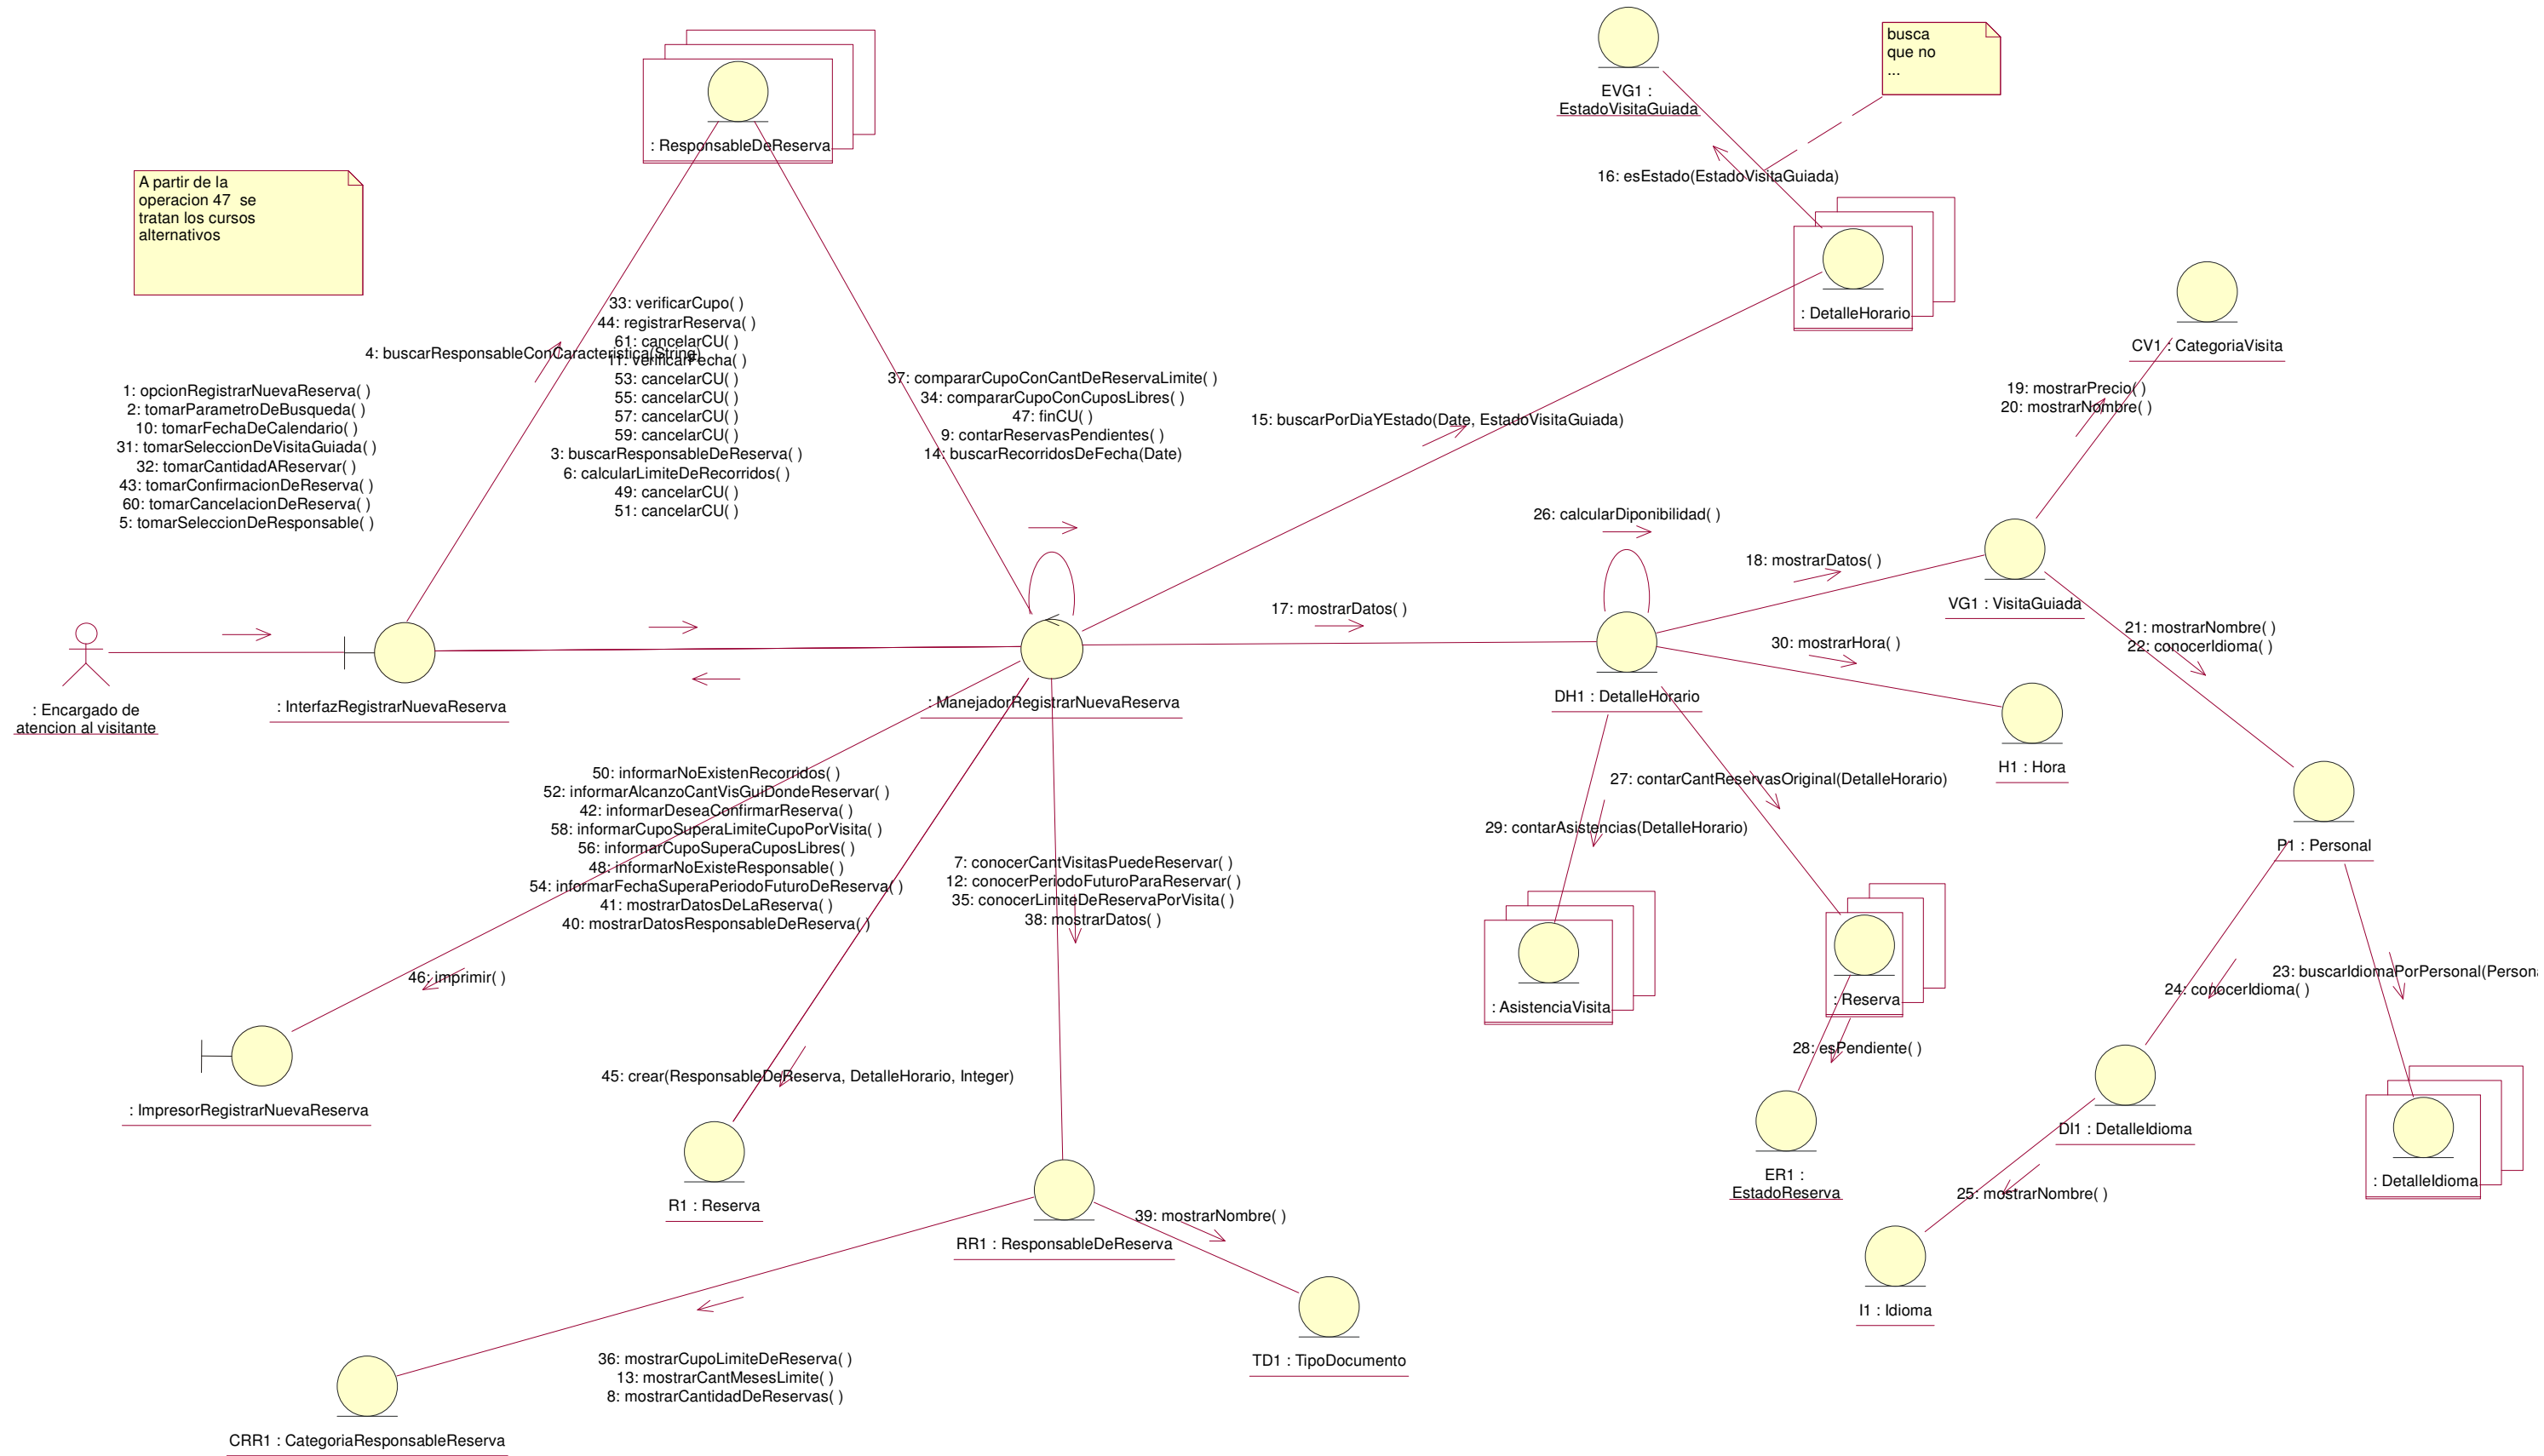 EVG1 :
EstadoVisitaGuiada
busca
que no
...
: ResponsableDeReserva
16: esEstado(EstadoVisitaGuiada)
A partir de la
operacion 47 se
tratan los cursos
alternativos
: DetalleHorario
CV1 : CategoriaVisita
4: buscarResponsableConCaracteristica(String)
33: verificarCupo( )
44: registrarReserva( )
61: cancelarCU( )
11: verificarFecha( )
53: cancelarCU( )
55: cancelarCU( )
57: cancelarCU( )
59: cancelarCU( )
3: buscarResponsableDeReserva( )
6: calcularLimiteDeRecorridos( )
49: cancelarCU( )
51: cancelarCU( )
1: opcionRegistrarNuevaReserva( )
2: tomarParametroDeBusqueda( )
10: tomarFechaDeCalendario( )
31: tomarSeleccionDeVisitaGuiada( )
32: tomarCantidadAReservar( )
43: tomarConfirmacionDeReserva( )
60: tomarCancelacionDeReserva( )
5: tomarSeleccionDeResponsable( )
37: compararCupoConCantDeReservaLimite( )
34: compararCupoConCuposLibres( )
47: finCU( )
9: contarReservasPendientes( )
14: buscarRecorridosDeFecha(Date)
15: buscarPorDiaYEstado(Date, EstadoVisitaGuiada)
19: mostrarPrecio( )
20: mostrarNombre( )
26: calcularDiponibilidad( )
18: mostrarDatos( )
17: mostrarDatos( )
VG1 : VisitaGuiada
21: mostrarNombre( )
22: conocerIdioma( )
30: mostrarHora( )
: Encargado de
atencion al visitante
: InterfazRegistrarNuevaReserva
: ManejadorRegistrarNuevaReserva
DH1 : DetalleHorario
H1 : Hora
50: informarNoExistenRecorridos( )
52: informarAlcanzoCantVisGuiDondeReservar( )
42: informarDeseaConfirmarReserva( )
58: informarCupoSuperaLimiteCupoPorVisita( )
56: informarCupoSuperaCuposLibres( )
48: informarNoExisteResponsable( )
54: informarFechaSuperaPeriodoFuturoDeReserva( )
41: mostrarDatosDeLaReserva( )
40: mostrarDatosResponsableDeReserva( )
27: contarCantReservasOriginal(DetalleHorario)
29: contarAsistencias(DetalleHorario)
7: conocerCantVisitasPuedeReservar( )
12: conocerPeriodoFuturoParaReservar( )
35: conocerLimiteDeReservaPorVisita( )
38: mostrarDatos( )
P1 : Personal
46: imprimir( )
23: buscarIdiomaPorPersonal(Persona
24: conocerIdioma( )
: AsistenciaVisita
: Reserva
28: esPendiente( )
45: crear(ResponsableDeReserva, DetalleHorario, Integer)
: ImpresorRegistrarNuevaReserva
DI1 : DetalleIdioma
: DetalleIdioma
ER1 :
EstadoReserva
25: mostrarNombre( )
R1 : Reserva
39: mostrarNombre( )
RR1 : ResponsableDeReserva
I1 : Idioma
36: mostrarCupoLimiteDeReserva( )
13: mostrarCantMesesLimite( )
8: mostrarCantidadDeReservas( )
TD1 : TipoDocumento
CRR1 : CategoriaResponsableReserva